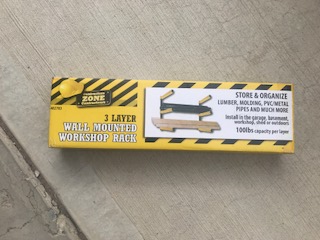 ZONE
3 LAYER
WALL MOUNTED
WORKSHOP RACK
STORE & ORGANIZE
LUMBER, MOLDING, PVC/METAL
PIPES AND MUCH MORE
Install in the garage, basement,
workshop, shed or outdoors
100lbs capacity per layer